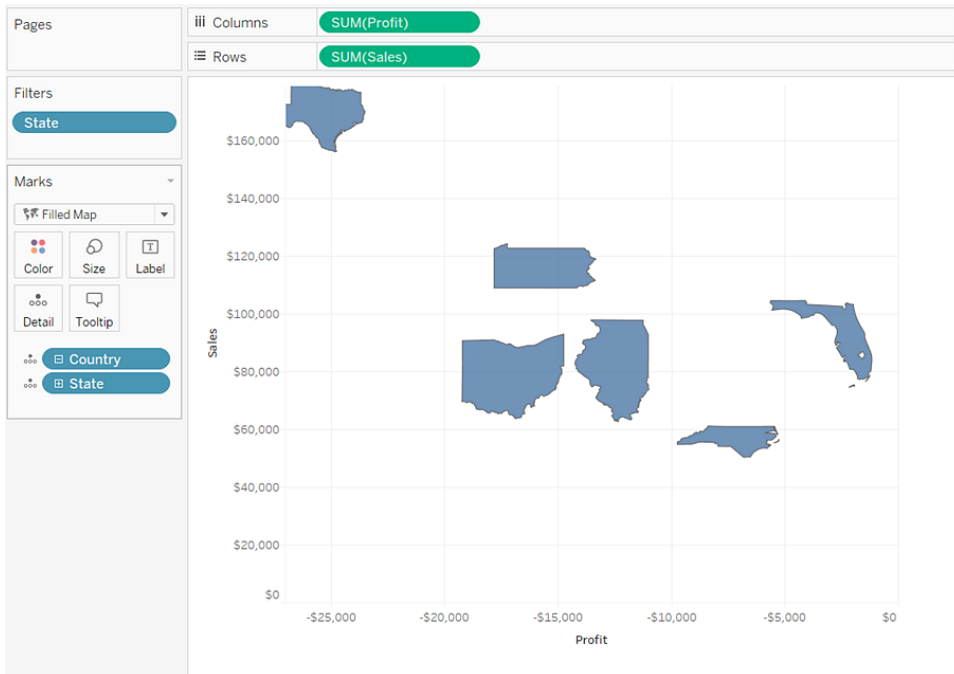 Pages
Columns
SUM(Profit)
Rows
SUM(Sales)
Filters
State
Marks
Filled Map
Color
Size
Label
Detail
Tooltip
Country
State
Sales
$160,000
$140,000
$120,000
$100,000
$80,000
$60,000
$40,000
$20,000
$0
-$25,000
-$20,000
-$15,000
-$10,000
-$5,000
$0
Profit